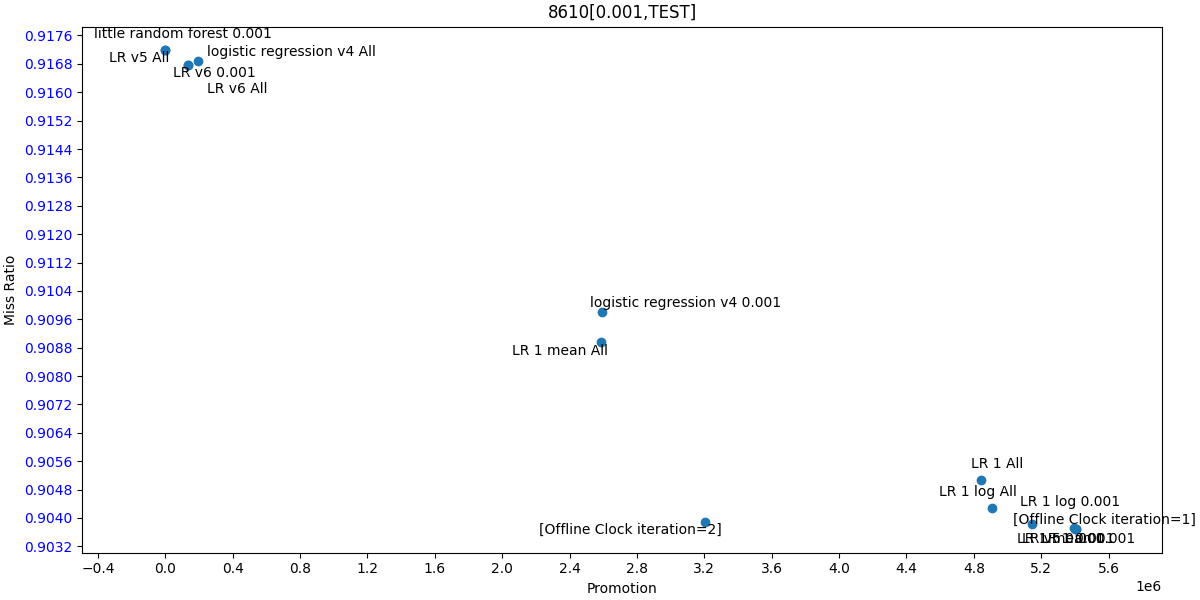 8610[0.001,TEST]
Miss Ratio
0.9176
0.9168
0.9160
0.9152
0.9144
0.9136
0.9128
0.9120
0.9112
0.9104
0.9096
0.9088
0.9080
0.9072
0.9064
0.9056
0.9048
0.9040
0.9032
little random forest 0.001
LR v5 All
logistic regression v4 All
LR v6 0.001
LR v6 All
logistic regression v4 0.001
LR 1 mean All
LR 1 All
LR 1 log All
LR 1 log 0.001
[Offline Clock iteration=1]
[Offline Clock iteration=2]
−0.4
0.0
0.4
0.8
1.2
1.6
2.0
2.4
2.8
3.2
3.6
4.0
4.4
4.8
5.2
5.6
1e6
Promotion